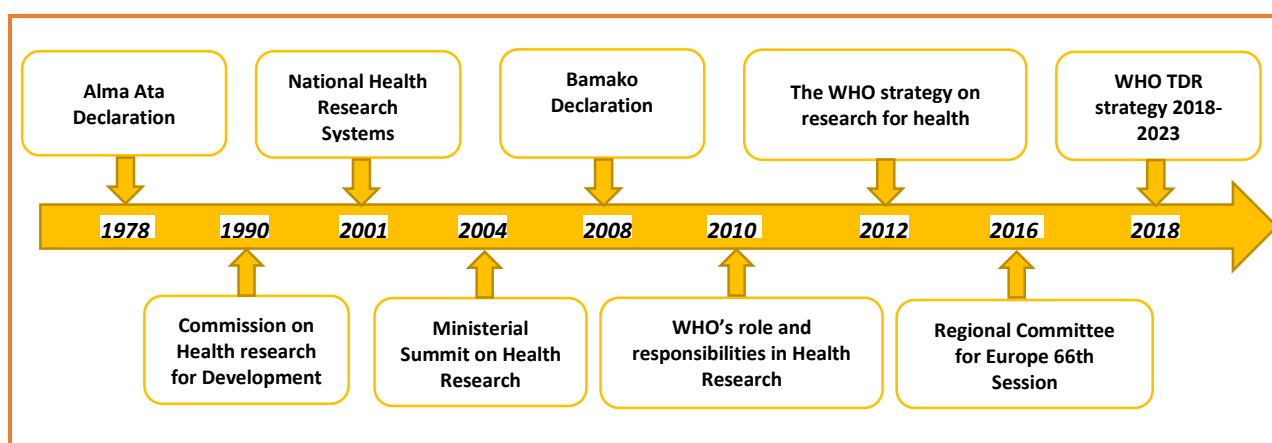 Alma Ata
Declaration
National Health
Research
Systems
Bamako
Declaration
The WHO strategy on
research for health
WHO TDR
strategy 2018-
2023
1978 1990 2001 2004 2008 2010 2012 2016 2018
Commission on
Health research
for Development
Ministerial
Summit on Health
Research
WHO’s role and
responsibilities in Health
Research
Regional Committee
for Europe 66th
Session